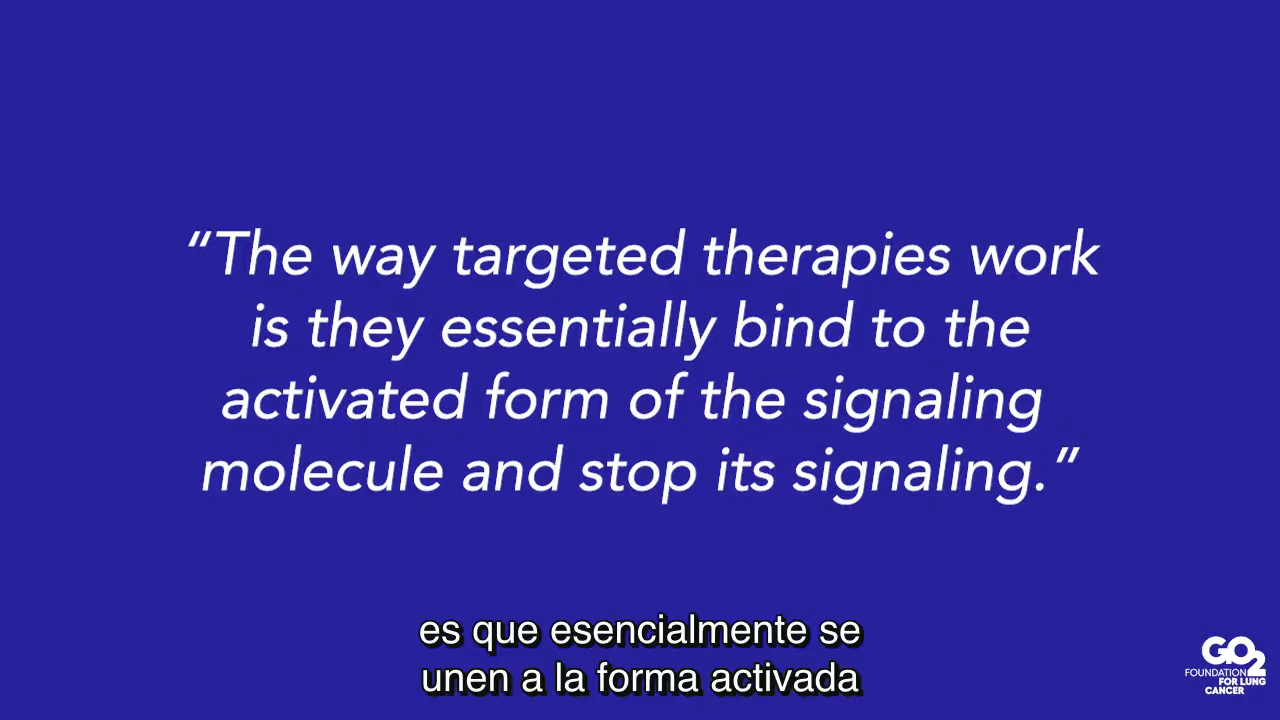 “The way targeted therapies work
is they essentially bind to the
activated form of the signaling
molecule and stop its signaling.”
es que esencialmente se
unen a la forma activada
GO2
FOUNDATION
FOR LUNG
CANCER